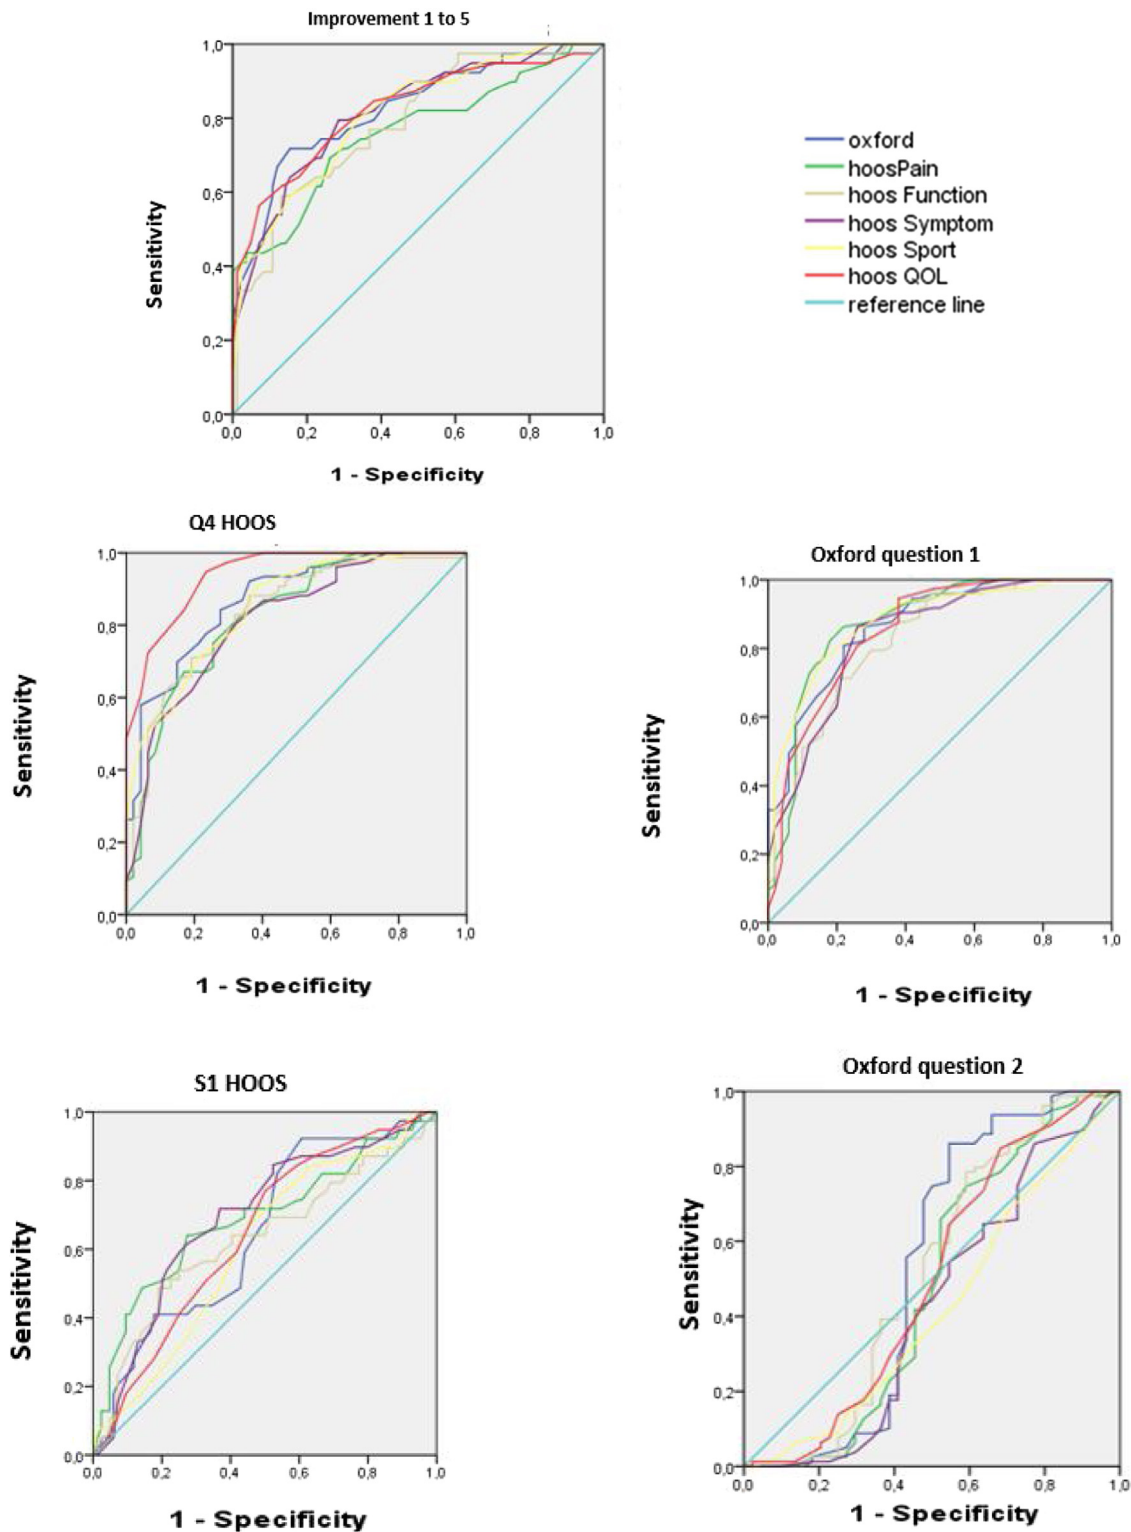 Improvement 1 to 5
1,0
0,8
0,6
0,4
0,2
0,0
0,0 0,2 0,4 0,6 0,8 1,0
Sensitivity
1 - Specificity
oxford
hoosPain
hoos Function
hoos Symptom
hoos Sport
hoos QOL
reference line
Q4 HOOS
1,0
0,8
0,6
0,4
0,2
0,0
0,0 0,2 0,4 0,6 0,8 1,0
Sensitivity
1 - Specificity
Oxford question 1
1,0
0,8
0,6
0,4
0,2
0,0
0,0 0,2 0,4 0,6 0,8 1,0
Sensitivity
1 - Specificity
S1 HOOS
1,0
0,8
0,6
0,4
0,2
0,0
0,0 0,2 0,4 0,6 0,8 1,0
Sensitivity
1 - Specificity
Oxford question 2
1,0
0,8
0,6
0,4
0,2
0,0
0,0 0,2 0,4 0,6 0,8 1,0
Sensitivity
1 - Specificity